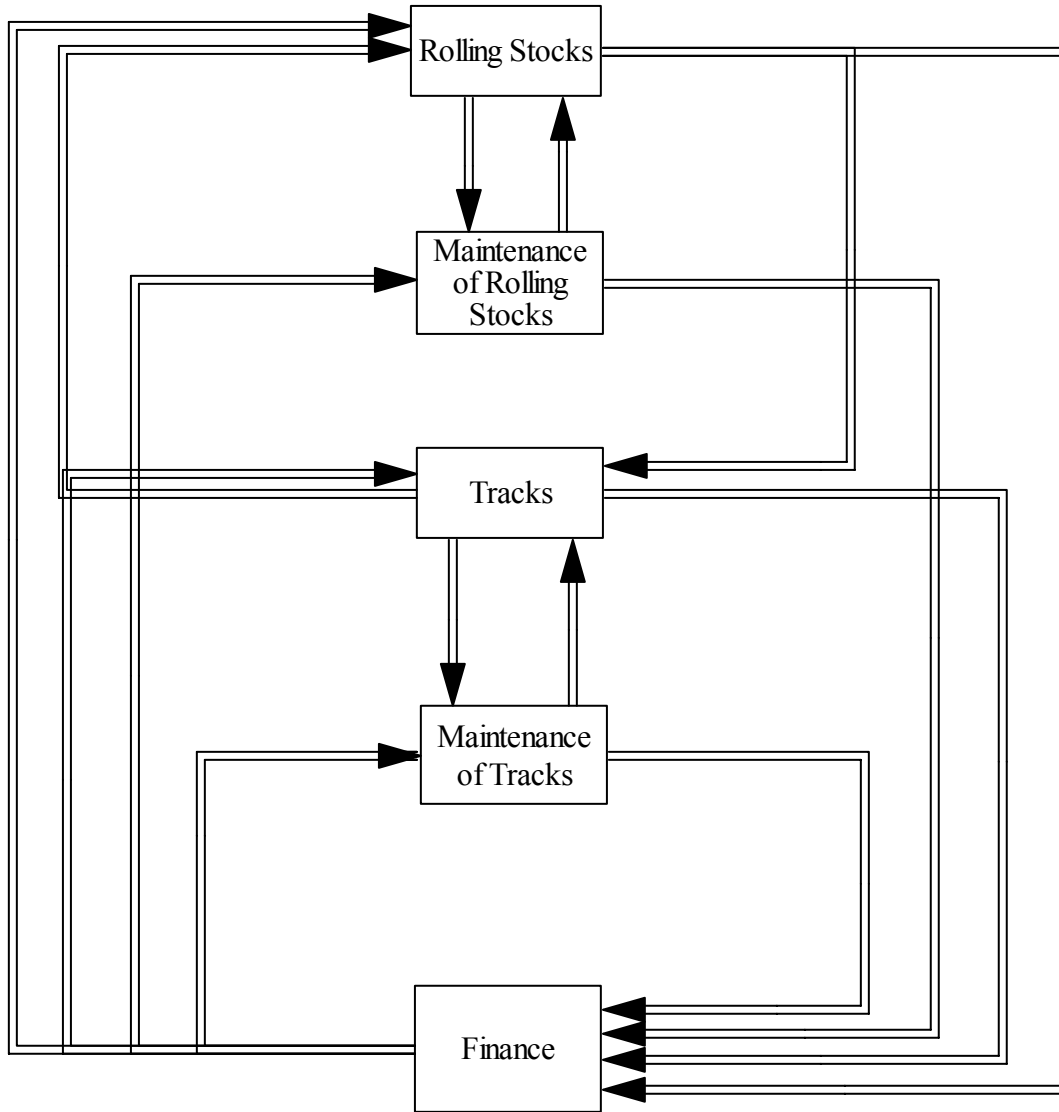 Rolling Stocks
Maintenance
of Rolling
Stocks
Tracks
Maintenance
of Tracks
Finance